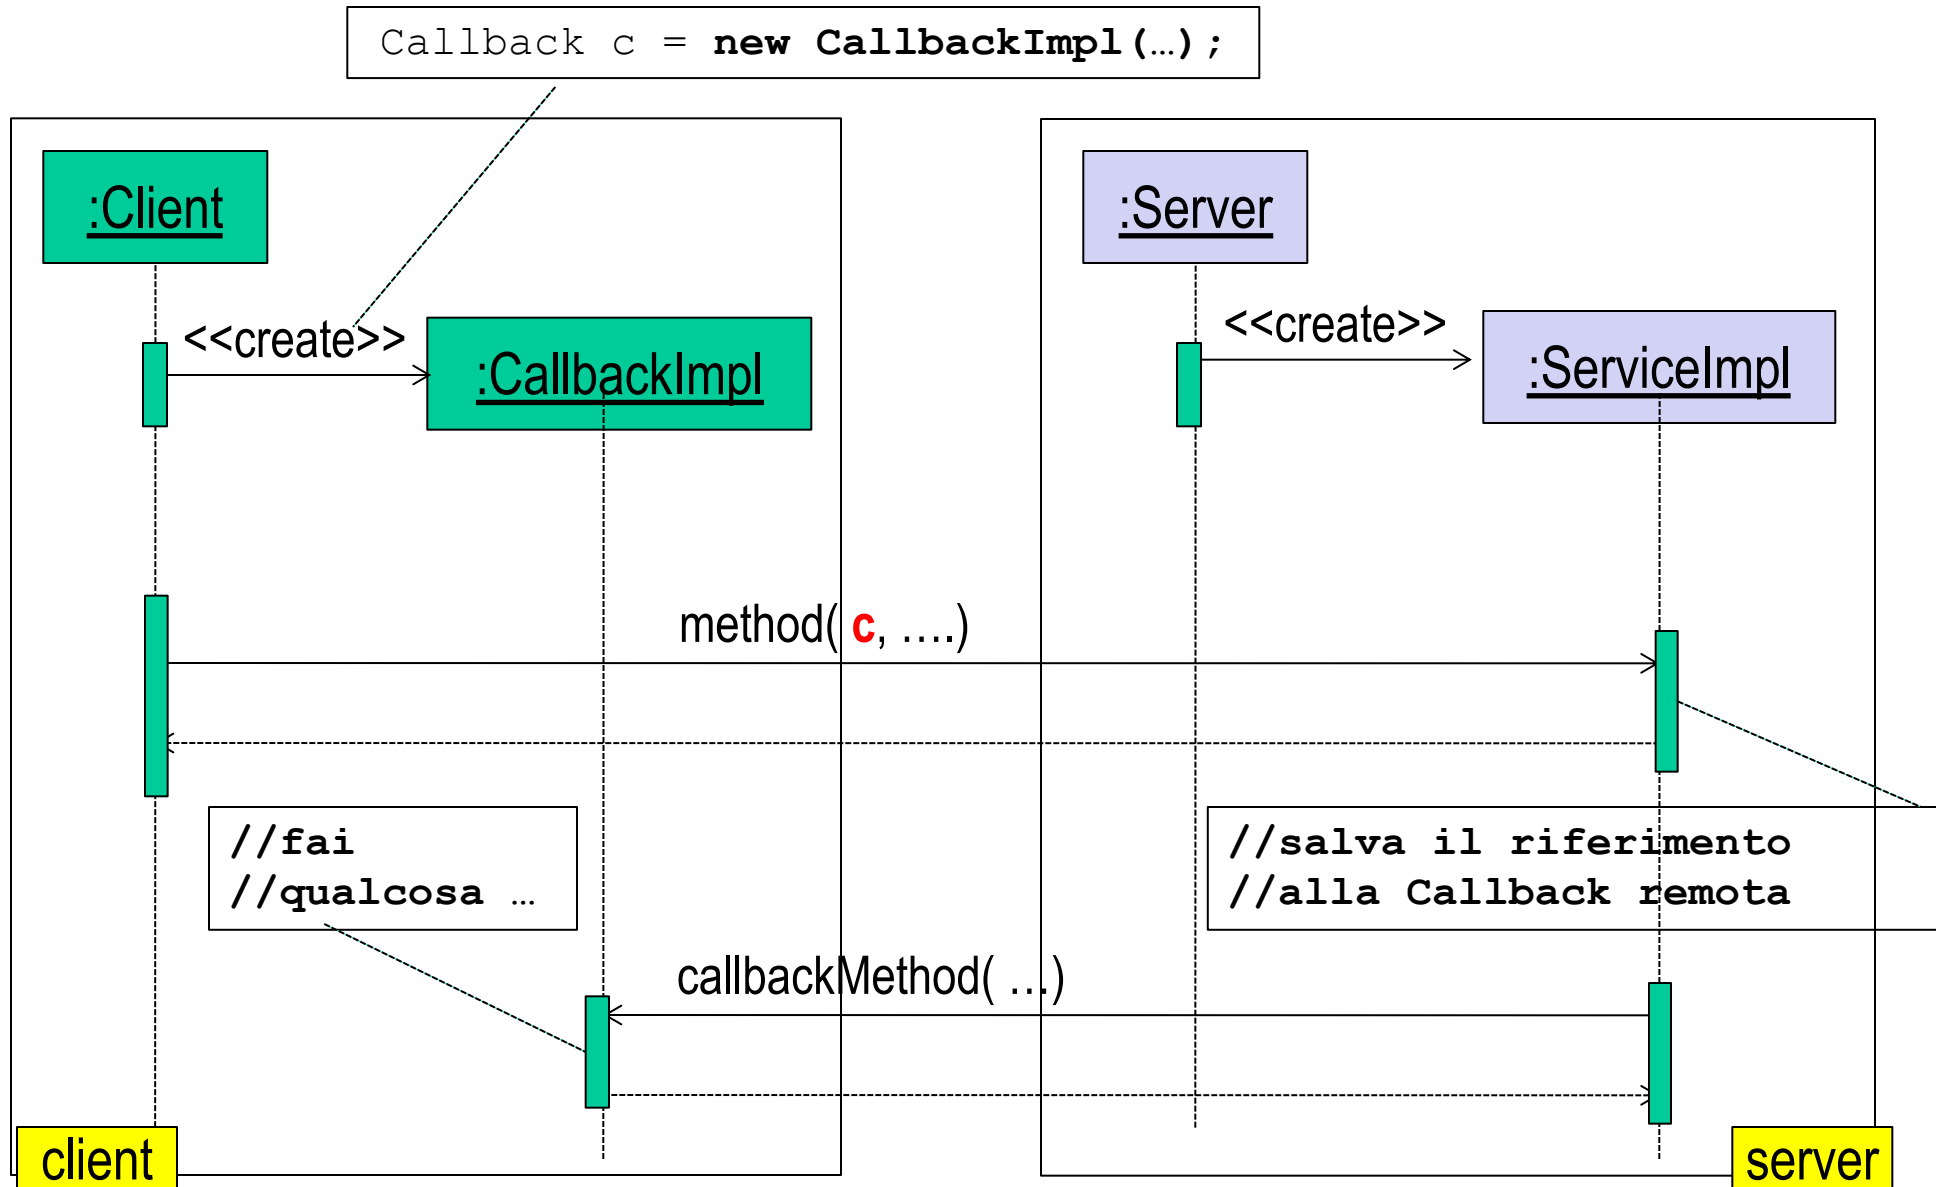 Callback c = new CallbackImpl(…);
:Client
:Server
<<create>>
<<create>>
:CallbackImpl
:ServiceImpl
method( c, ….)
//fai
//qualcosa …
//salva il riferimento
//alla Callback remota
callbackMethod( …)
client
server